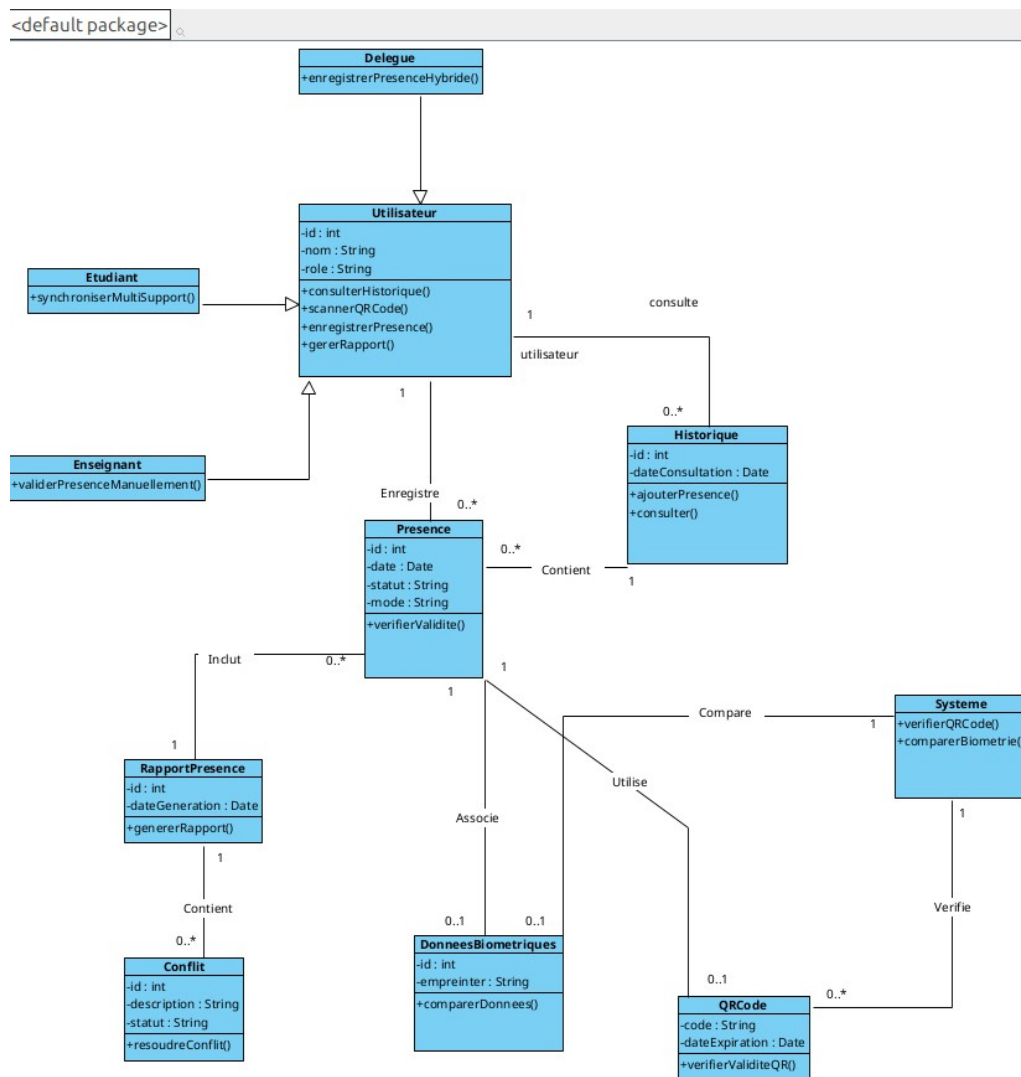 <default package>
Delegue
+enregistrerPresenceHybride()
Utilisateur
-id : int
-nom : String
-role : String
+consulterHistorique()
+scannerQRCode()
+enregistrerPresence()
+gererRapport()
Etudiant
+synchroniserMultiSupport()
consulte
1
utilisateur
0..*
1
Enseignant
+validerPresenceManuellement()
Enregistre
0..*
Historique
-id : int
-dateConsultation : Date
+ajouterPresence()
+consulter()
Presence
-id : int
-date : Date
-statut : String
-mode : String
+verifierValidite()
0..*
Contient
1
Inclut
0..*
1
1
1
RapportPresence
-id : int
-dateGeneration : Date
+genererRapport()
1
Contient
0..*
Conflit
-id : int
-description : String
-statut : String
+resoudreConflit()
Associe
0..1
Compare
1
0..1
Utilise
0..1
Systeme
+verifierQRCode()
+comparerBiometrie()
1
Verifie
0..*
DonneesBiometriques
-id : int
-empreinter : String
+comparerDonnees()
QRCode
-code : String
-dateExpiration : Date
+verifierValiditeQR()